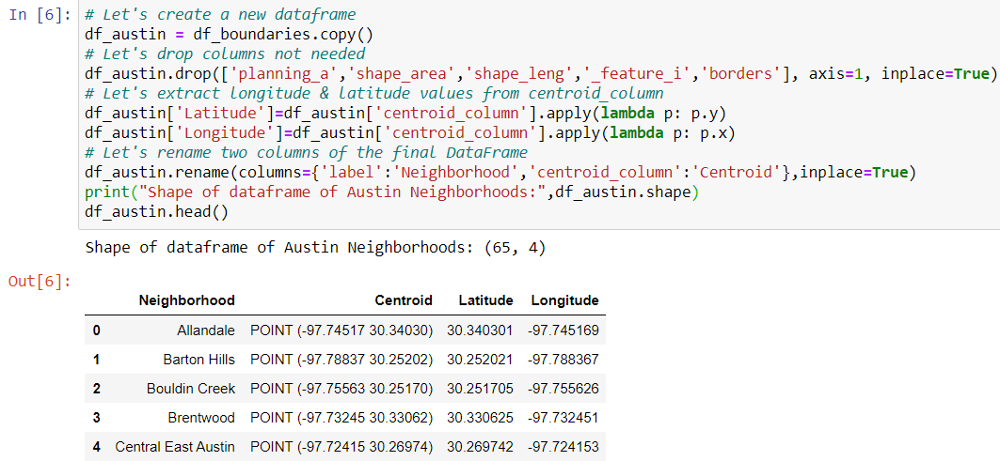 In [6]: # Let's create a new dataframe
df_austin = df_boundaries.copy()
# Let's drop columns not needed
df_austin.drop(['planning_a','shape_area','shape_leng','_feature_i','borders'], axis=1, inplace=True)
# Let's extract longitude & latitude values from centroid_column
df_austin['Latitude']=df_austin['centroid_column'].apply(lambda p: p.y)
df_austin['Longitude']=df_austin['centroid_column'].apply(lambda p: p.x)
# Let's rename two columns of the final DataFrame
df_austin.rename(columns={'label':'Neighborhood','centroid_column':'Centroid'},inplace=True)
print("Shape of dataframe of Austin Neighborhoods:",df_austin.shape)
df_austin.head()
Shape of dataframe of Austin Neighborhoods: (65, 4)
Out[6]:
Neighborhood Centroid Latitude Longitude
0 Allandale POINT (-97.74517 30.34030) 30.340301 -97.745169
1 Barton Hills POINT (-97.78837 30.25202) 30.252021 -97.788367
2 Bouldin Creek POINT (-97.75563 30.25170) 30.251705 -97.755626
3 Brentwood POINT (-97.73245 30.33062) 30.330625 -97.732451
4 Central East Austin POINT (-97.72415 30.26974) 30.269742 -97.724153